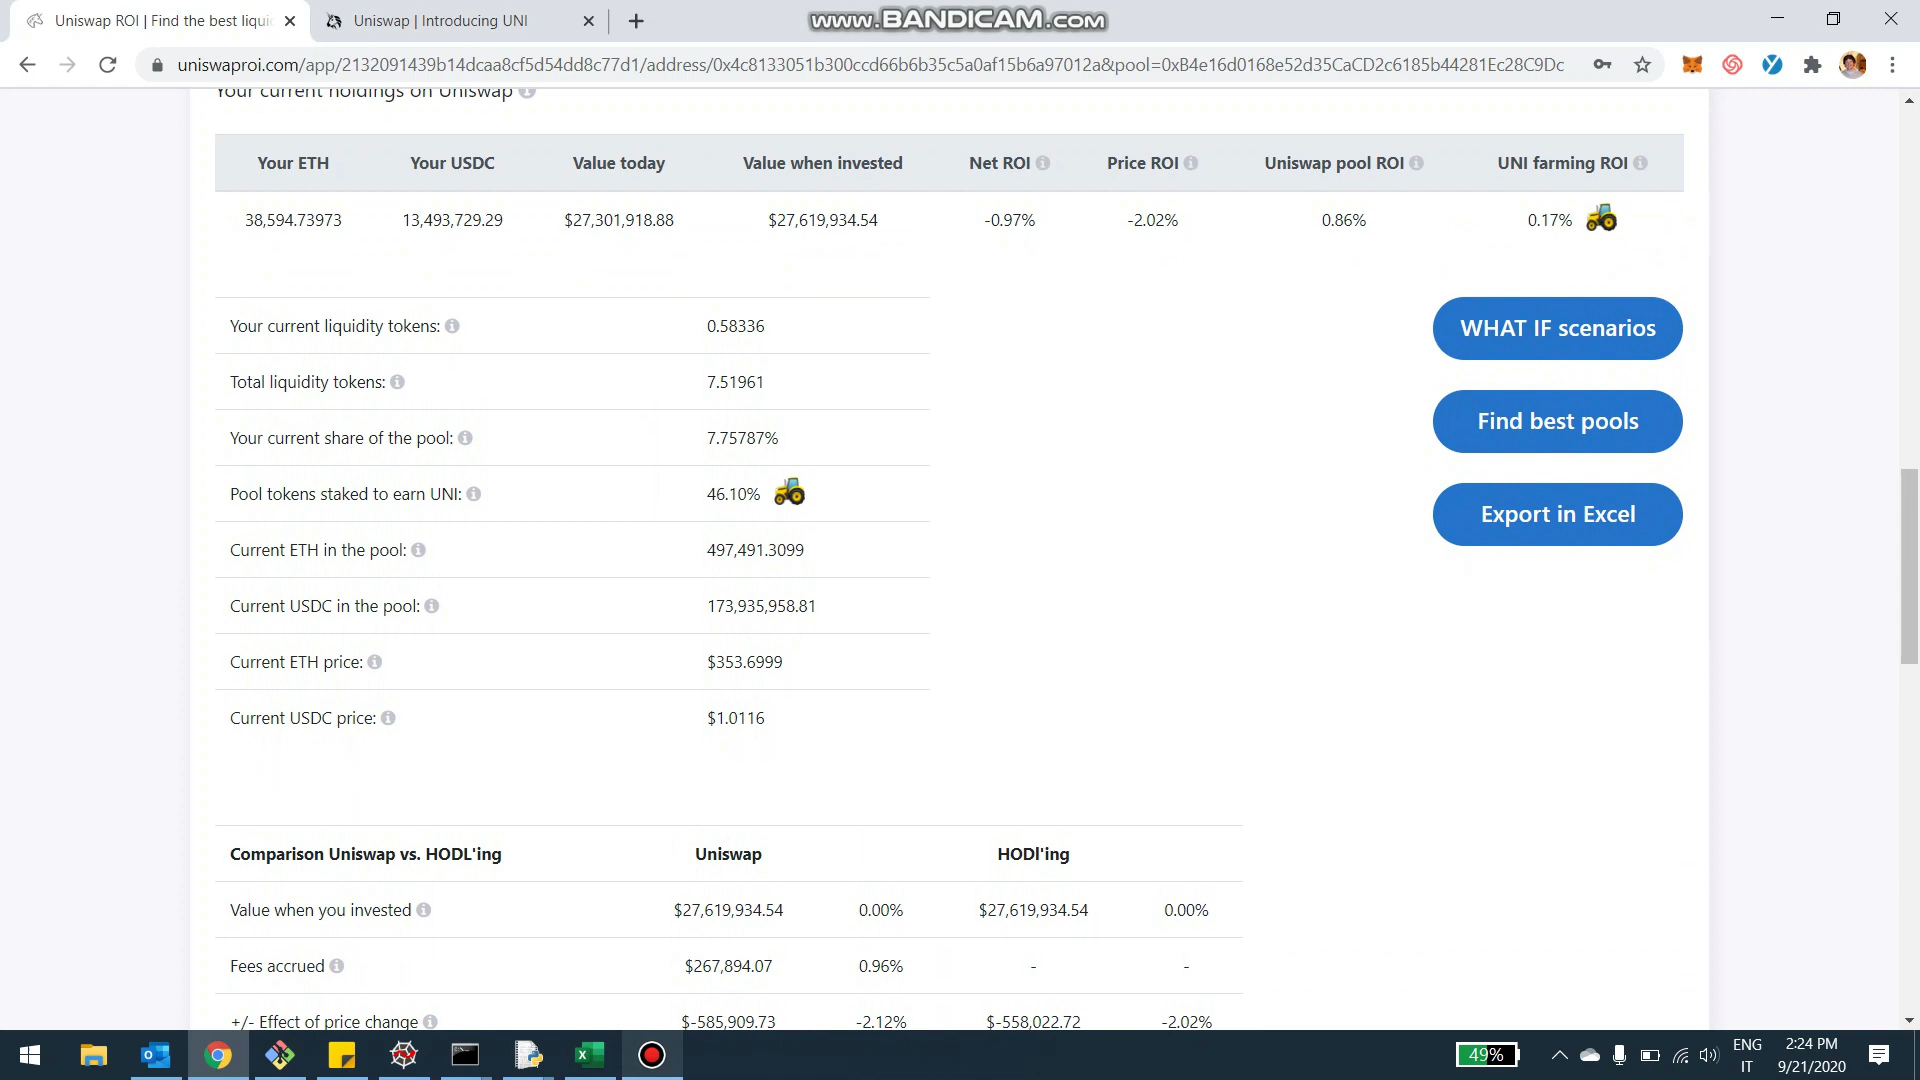 Uniswap ROI | Find the best liqui
Uniswap | Introducing UNI
www.BANDICAM.com
uniswaproi.com/app/2132091439b14dcaa8cf5d54dd8c77d1/address/0x4c8133051b300ccd66b6b35c5a0af15b6a97012a&pool=0xB4e16d0168e52d35CaCD2c6185b44281Ec28C9Dc
Your current holdings on Uniswap
Your ETH Your USDC Value today Value when invested Net ROI Price ROI Uniswap pool ROI UNI farming ROI
38,594.73973 13,493,729.29 $27,301,918.88 $27,619,934.54 -0.97% -2.02% 0.86% 0.17%
Your current liquidity tokens: 0.58336
Total liquidity tokens: 7.51961
Your current share of the pool: 7.75787%
Pool tokens staked to earn UNI: 46.10%
Current ETH in the pool: 497,491.3099
Current USDC in the pool: 173,935,958.81
Current ETH price: $353.6999
Current USDC price: $1.0116
WHAT IF scenarios
Find best pools
Export in Excel
Comparison Uniswap vs. HODL'ing Uniswap HODl'ing
Value when you invested $27,619,934.54 0.00% $27,619,934.54 0.00%
Fees accrued $267,894.07 0.96% - -
+/- Effect of price change $-585,909.73 -2.12% $-558,022.72 -2.02%
49%
ENG
IT
2:24 PM
9/21/2020